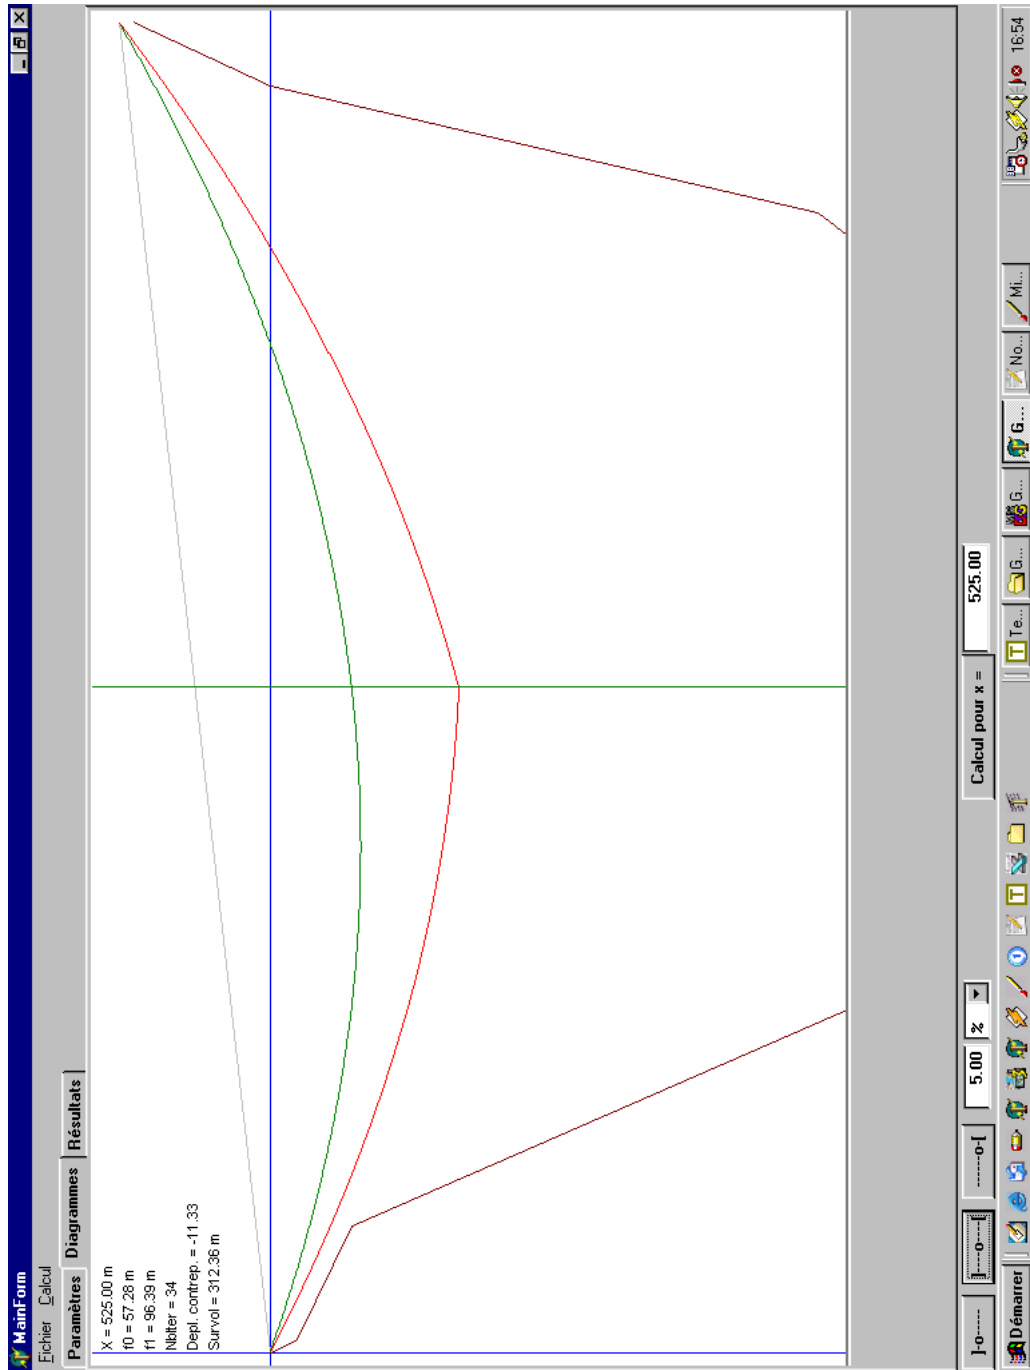 MainForm
Fichier Calcul
Paramètres Diagrammes Résultats
X = 525.00 m
f0 = 57.28 m
f1 = 96.39 m
NbIter = 34
Depl. contrep. = -11.33
Survol = 312.36 m
]-o------[ ]----o----[ ------o-[ 5.00 % Calcul pour x = 525.00
Démarrer Te... G... G... G... No... Mi... 16:54